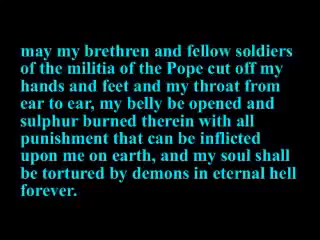 may my brethren and fellow soldiers
of the militia of the Pope cut off my
hands and feet and my throat from
ear to ear, my belly be opened and
sulphur burned therein with all
punishment that can be inflicted
upon me on earth, and my soul shall
be tortured by demons in eternal hell
forever.